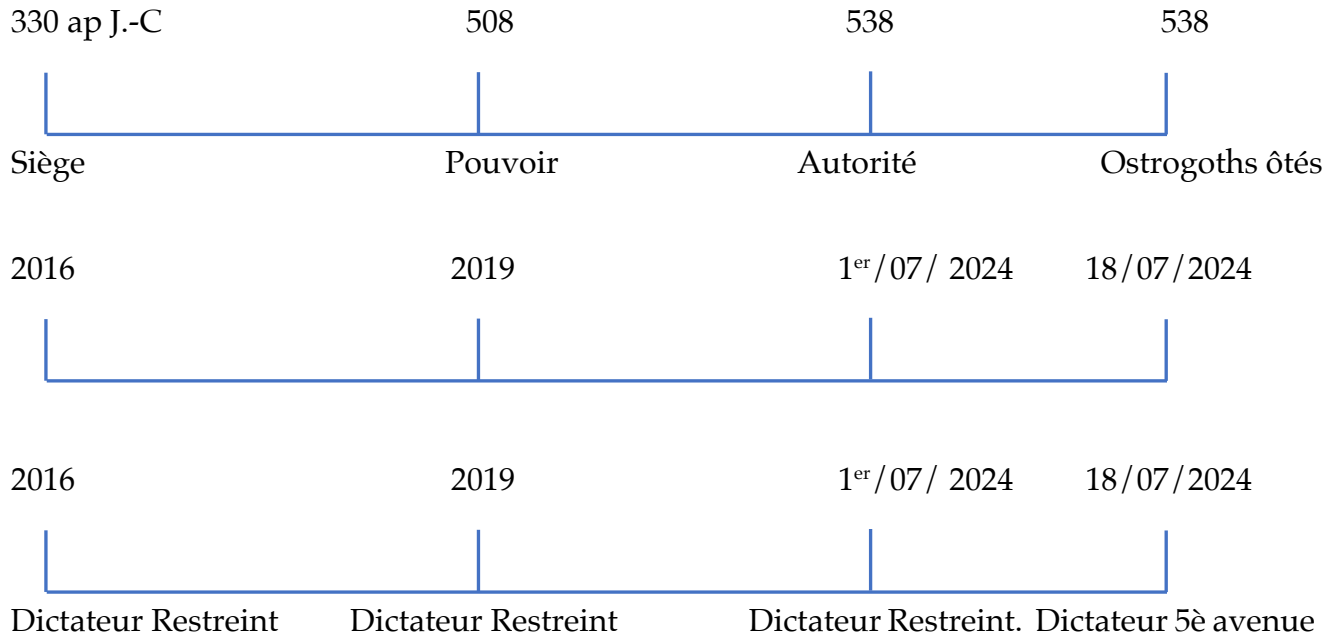 330 ap J.-C 508 538 538
Siège Pouvoir Autorité Ostrogoths ôtés
2016 2019 1er/07/ 2024 18/07/2024
2016 2019 1er/07/ 2024 18/07/2024
Dictateur Restreint Dictateur Restreint Dictateur Restreint. Dictateur 5è avenue